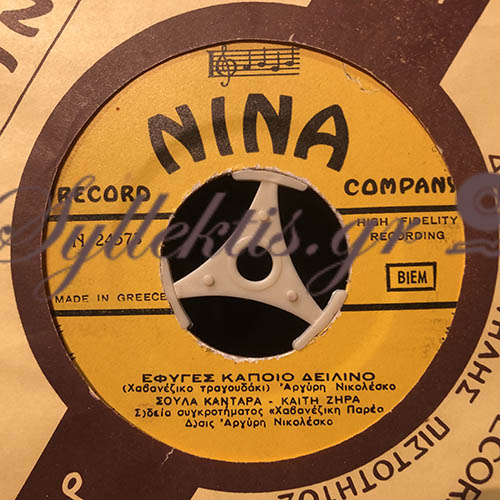 NINA
RECORD COMPANY
HIGH FIDELITY
RECORDING
BIEM
MADE IN GREECE
ΕΦΥΓΕΣ ΚΑΠΟΙΟ ΔΕΙΛΙΝΟ
(Χαβανέζικο τραγουδάκι) Ἀργύρη Νικολέσκο
ΣΟΥΛΑ ΚΑΝΤΑΡΑ - ΚΑΙΤΗ ΖΗΡΑ
Σ)δεία συγκροτήματος «Χαβανέζικη Παρέα
Δ)σις Ἀργύρη Νικολέσκο
Syllektis.gr
ΠΙΣΤΟΤΗΤΟΣ